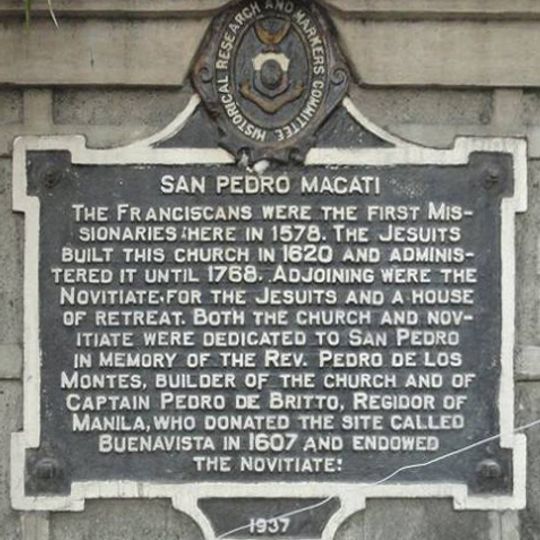 HISTORICAL RESEARCH AND MARKERS COMMITTEE
1937
SAN PEDRO MACATI
THE FRANCISCANS WERE THE FIRST MIS-
SIONARIES HERE IN 1578. THE JESUITS
BUILT THIS CHURCH IN 1620 AND ADMINIS-
TERED IT UNTIL 1768. ADJOINING WERE THE
NOVITIATE FOR THE JESUITS AND A HOUSE
OF RETREAT. BOTH THE CHURCH AND NOV-
ITIATE WERE DEDICATED TO SAN PEDRO
IN MEMORY OF THE REV. PEDRO DE LOS
MONTES, BUILDER OF THE CHURCH AND OF
CAPTAIN PEDRO DE BRITTO, REGIDOR OF
MANILA, WHO DONATED THE SITE CALLED
BUENAVISTA IN 1607 AND ENDOWED
THE NOVITIATE.